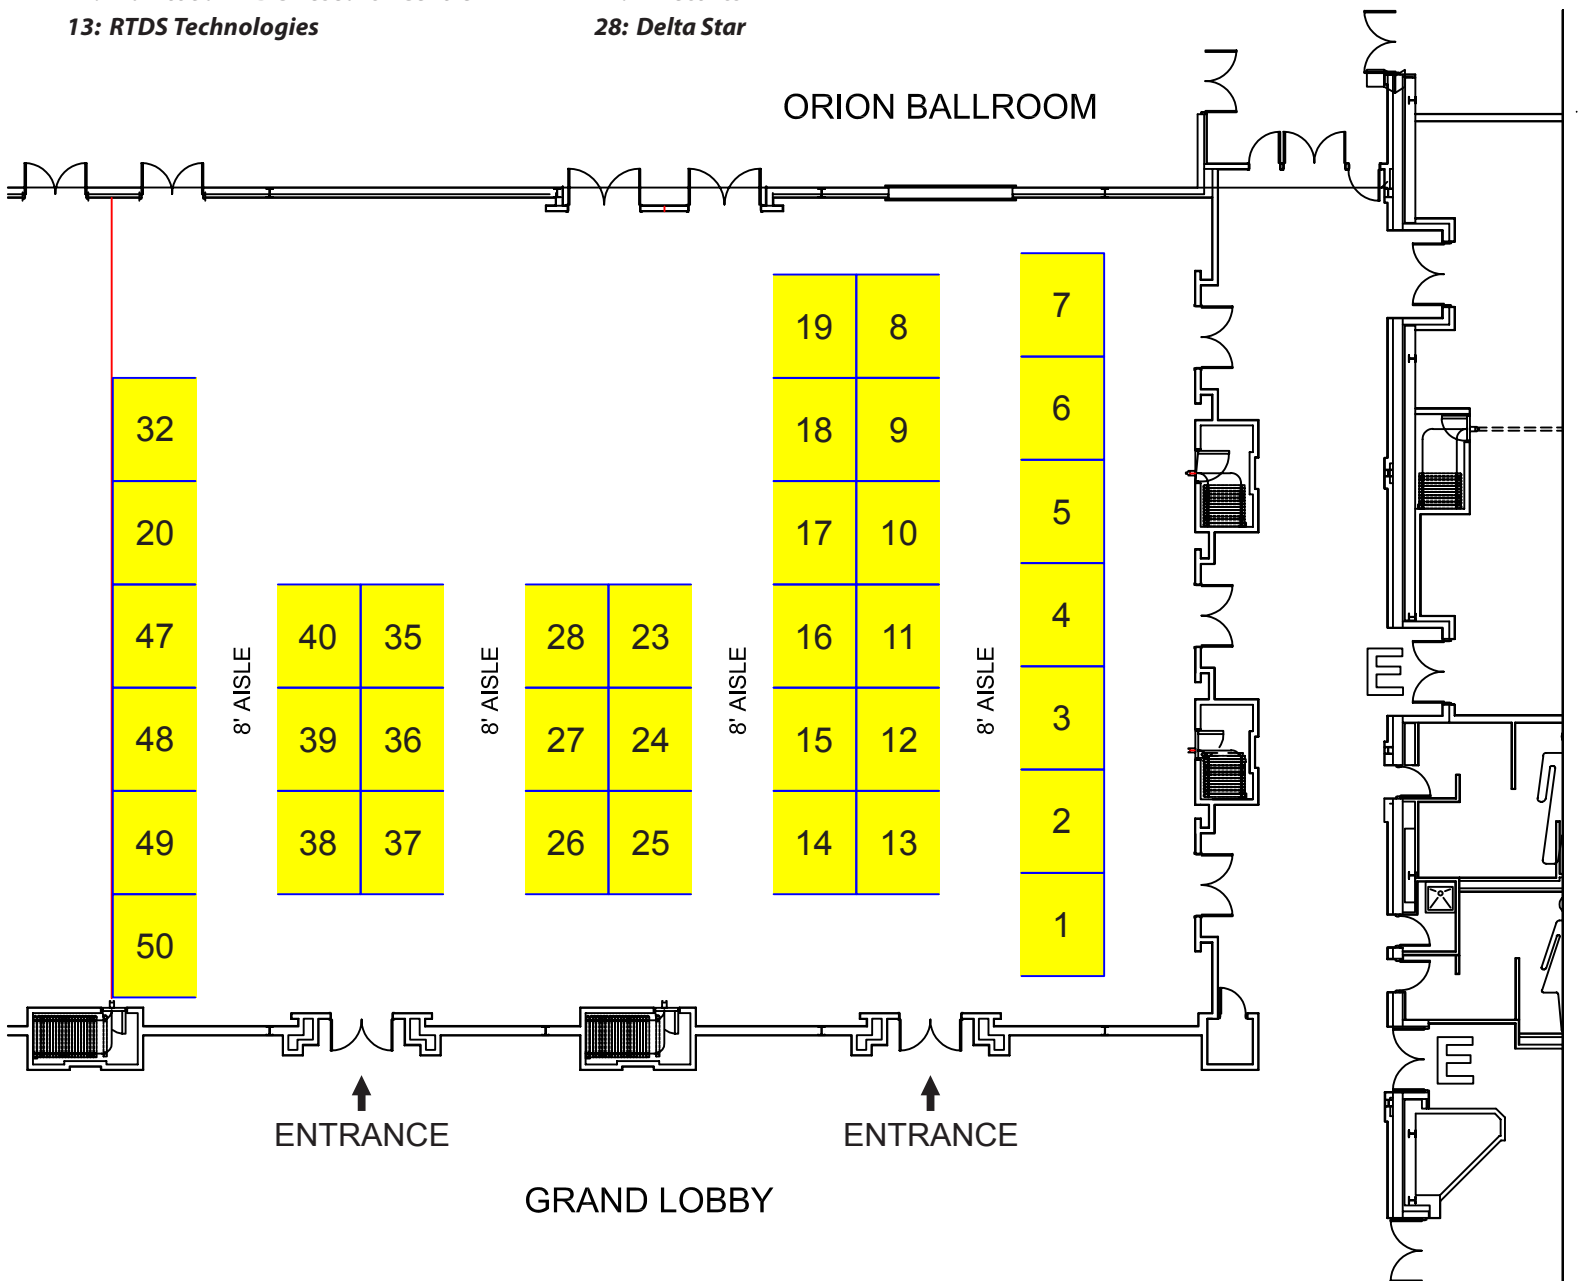 13: RTDS Technologies
28: Delta Star
ORION BALLROOM
7
19 8
6
32
18 9
5
20
17 10
4
47
40 35
28 23
16 11
8' AISLE
8' AISLE
8' AISLE
8' AISLE
E
3
48
39 36
27 24
15 12
2
49
38 37
26 25
14 13
1
50
E
ENTRANCE
ENTRANCE
GRAND LOBBY